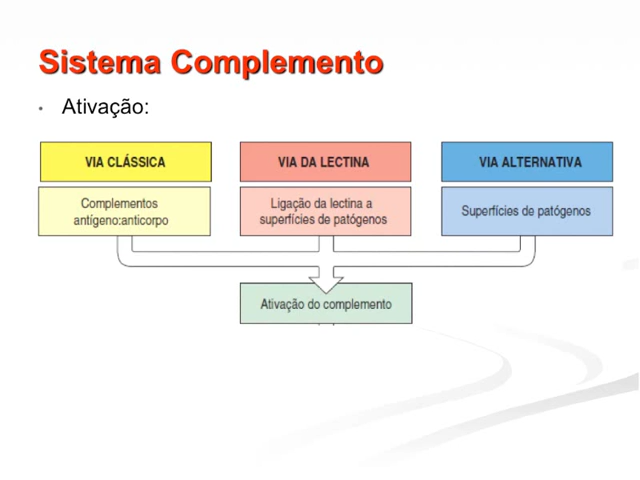 Sistema Complemento
• Ativação:
VIA CLÁSSICA
VIA DA LECTINA
VIA ALTERNATIVA
Complementos
antígeno:anticorpo
Ligação da lectina a
superfícies de patógenos
Superfícies de patógenos
Ativação do complemento